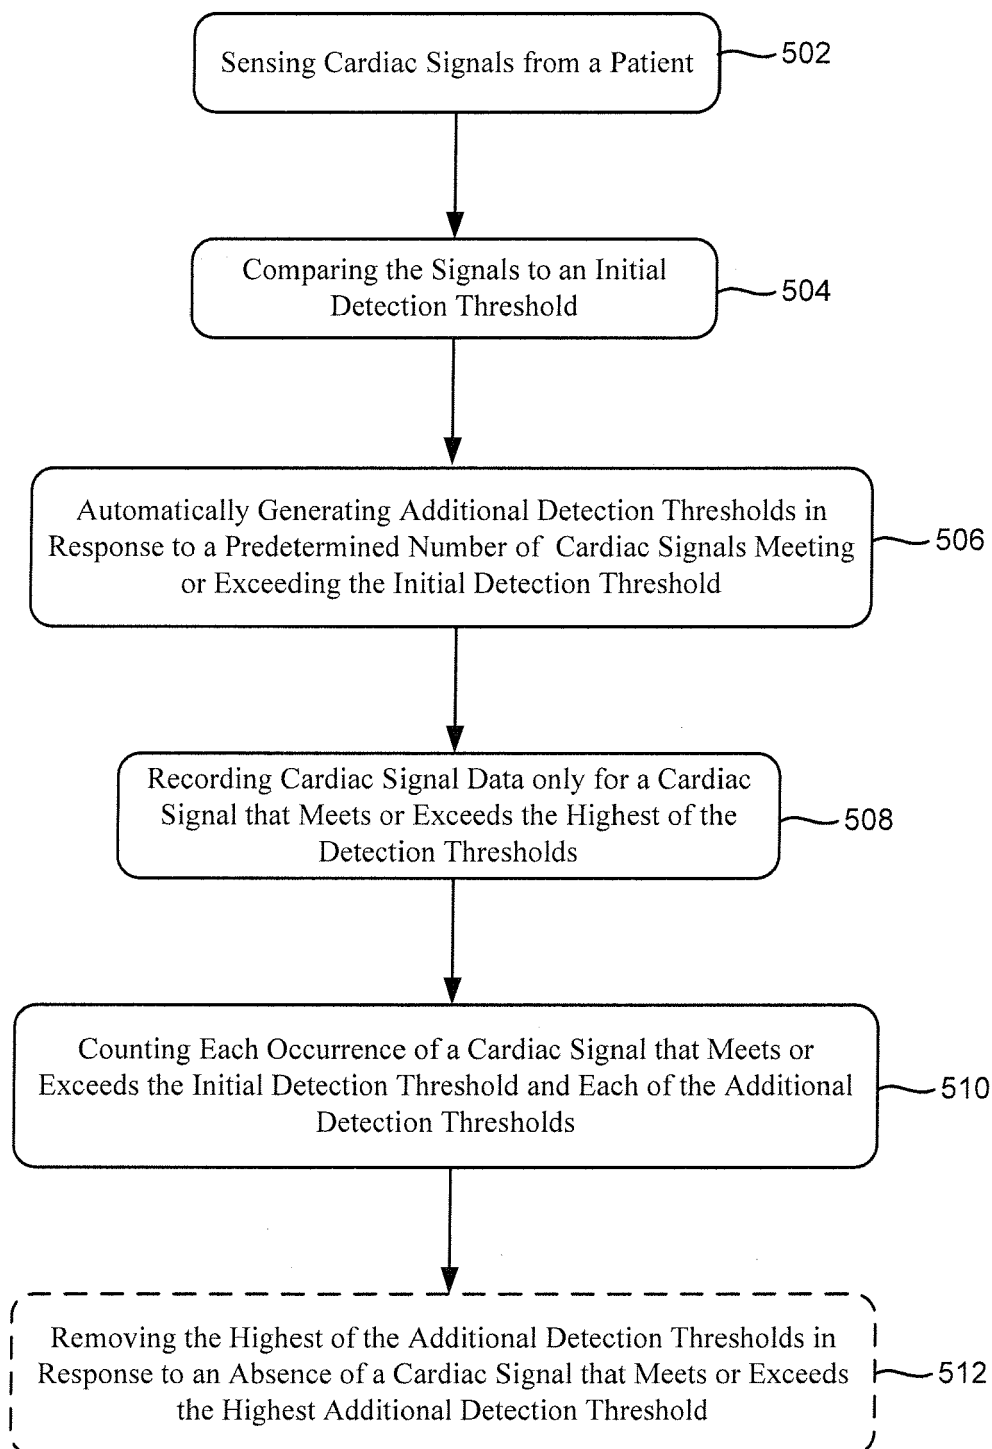 Sensing Cardiac Signals from a Patient
502
Comparing the Signals to an Initial
Detection Threshold
504
Automatically Generating Additional Detection Thresholds in
Response to a Predetermined Number of Cardiac Signals Meeting
or Exceeding the Initial Detection Threshold
506
Recording Cardiac Signal Data only for a Cardiac
Signal that Meets or Exceeds the Highest of the
Detection Thresholds
508
Counting Each Occurrence of a Cardiac Signal that Meets or
Exceeds the Initial Detection Threshold and Each of the Additional
Detection Thresholds
510
Removing the Highest of the Additional Detection Thresholds in
Response to an Absence of a Cardiac Signal that Meets or Exceeds
the Highest Additional Detection Threshold
512